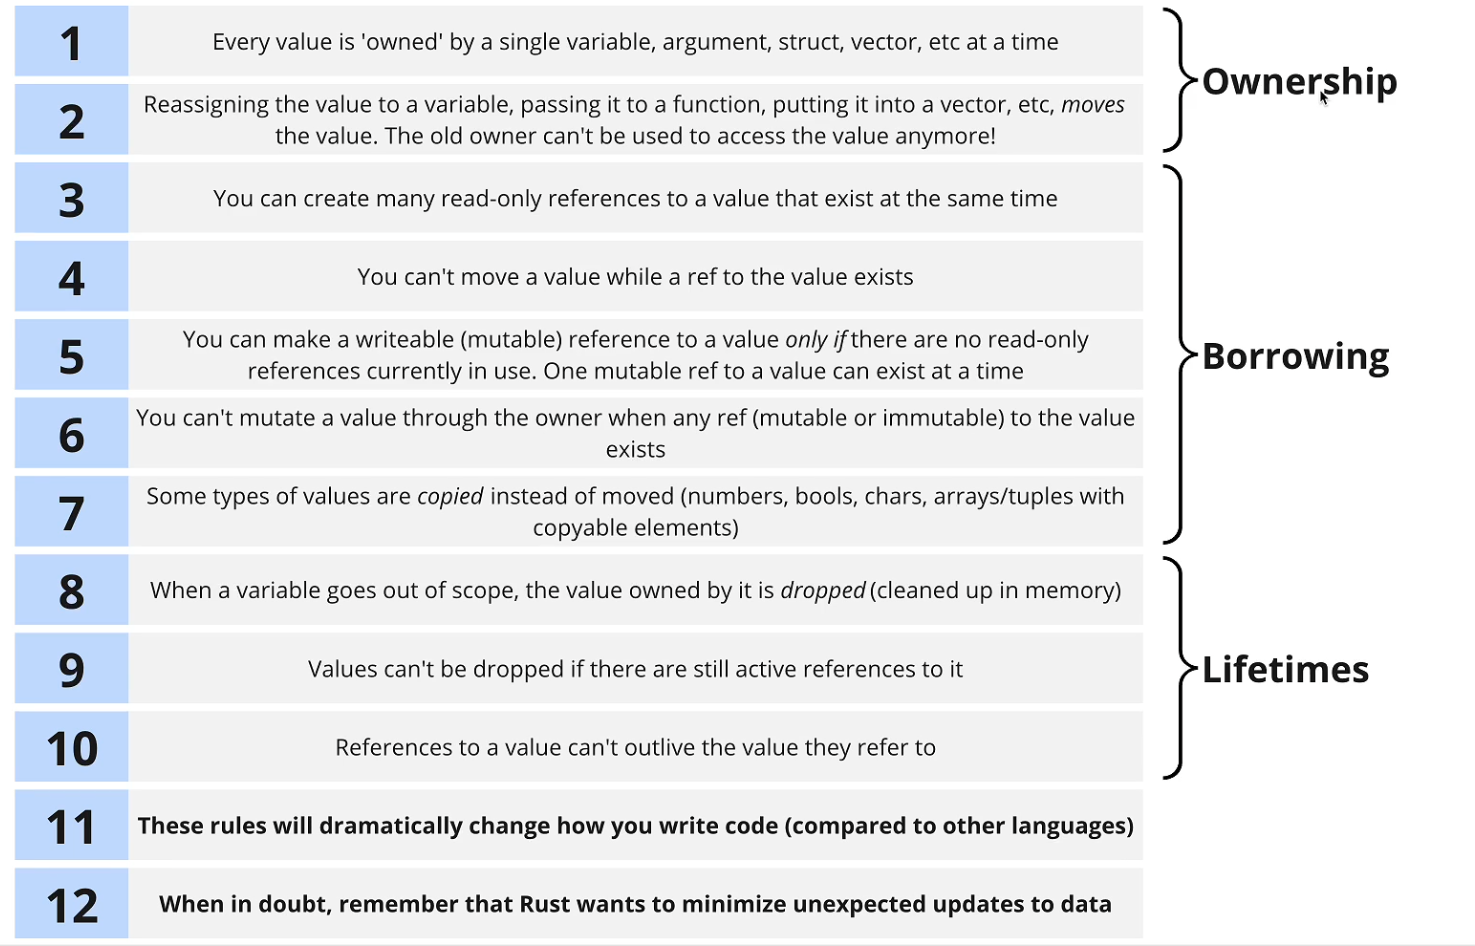 1
Every value is 'owned' by a single variable, argument, struct, vector, etc at a time
2
Reassigning the value to a variable, passing it to a function, putting it into a vector, etc, moves
the value. The old owner can't be used to access the value anymore!
Ownership
3
You can create many read-only references to a value that exist at the same time
4
You can't move a value while a ref to the value exists
5
You can make a writeable (mutable) reference to a value only if there are no read-only
references currently in use. One mutable ref to a value can exist at a time
6
You can't mutate a value through the owner when any ref (mutable or immutable) to the value
exists
7
Some types of values are copied instead of moved (numbers, bools, chars, arrays/tuples with
copyable elements)
Borrowing
8
When a variable goes out of scope, the value owned by it is dropped (cleaned up in memory)
9
Values can't be dropped if there are still active references to it
10
References to a value can't outlive the value they refer to
Lifetimes
11
These rules will dramatically change how you write code (compared to other languages)
12
When in doubt, remember that Rust wants to minimize unexpected updates to data